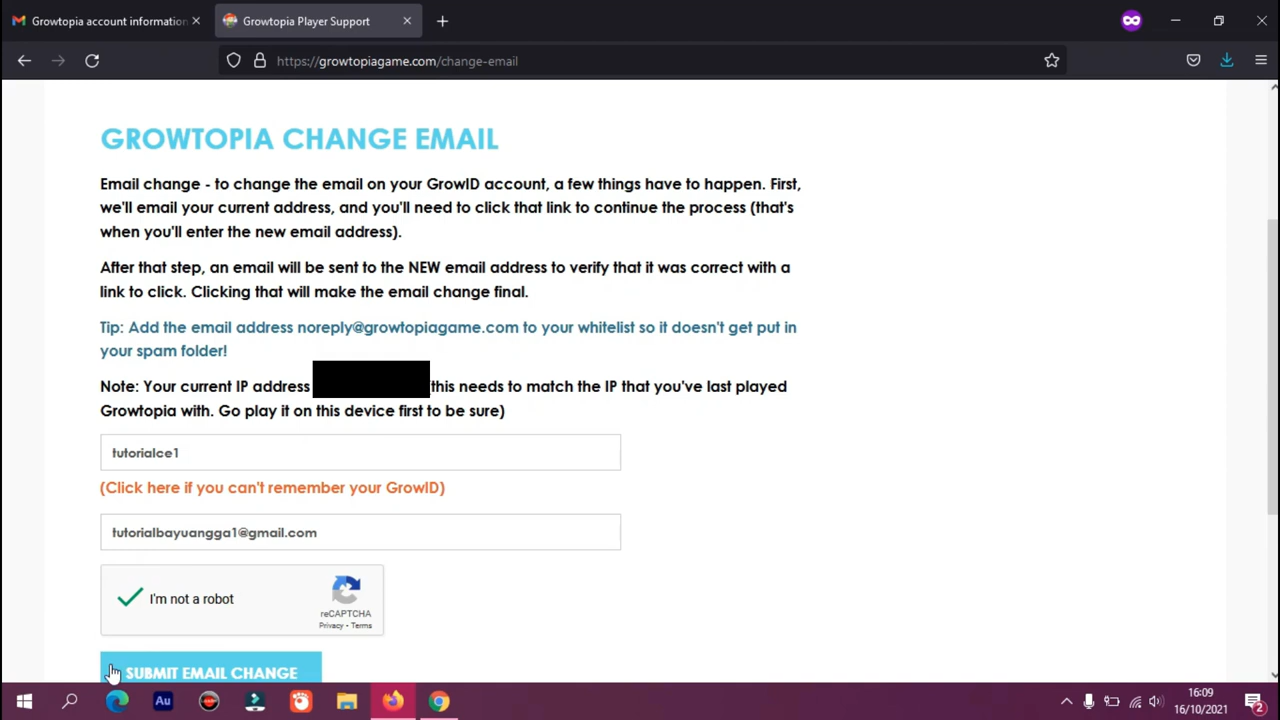 Growtopia account information
Growtopia Player Support
https://growtopiagame.com/change-email
GROWTOPIA CHANGE EMAIL
Email change - to change the email on your GrowID account, a few things have to happen. First,
we'll email your current address, and you'll need to click that link to continue the process (that's
when you'll enter the new email address).
After that step, an email will be sent to the NEW email address to verify that it was correct with a
link to click. Clicking that will make the email change final.
Tip: Add the email address noreply@growtopiagame.com to your whitelist so it doesn't get put in
your spam folder!
Note: Your current IP address (this needs to match the IP that you've last played
Growtopia with. Go play it on this device first to be sure)
tutorialce1
(Click here if you can't remember your GrowID)
tutorialbayuangga1@gmail.com
I'm not a robot
reCAPTCHA
Privacy - Terms
SUBMIT EMAIL CHANGE
Au
16:09
16/10/2021
2